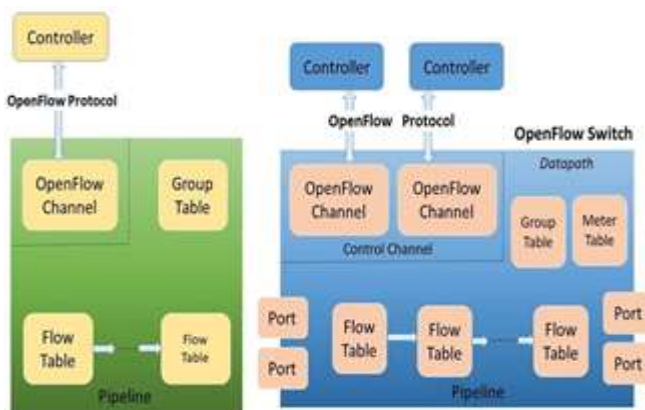 Controller
OpenFlow Protocol
OpenFlow
Channel
Group
Table
Flow
Table
Flow
Table
Pipeline
Controller
Controller
OpenFlow Protocol
OpenFlow Switch
Datapath
OpenFlow
Channel
OpenFlow
Channel
Control Channel
Group
Table
Meter
Table
Port
Port
Flow
Table
Flow
Table
Flow
Table
Port
Port
Pipeline